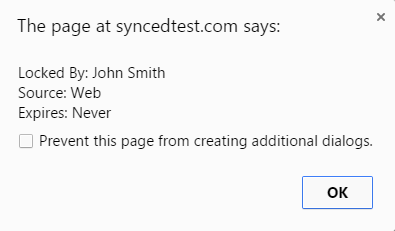 The page at syncedtest.com says:
Locked By: John Smith
Source: Web
Expires: Never
Prevent this page from creating additional dialogs.
OK